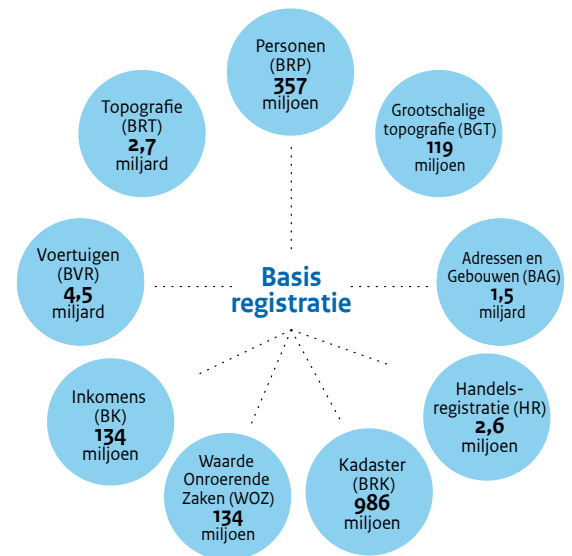 Personen
(BRP)
357
miljoen
Topografie
(BRT)
2,7
miljard
Grootschalige
topografie (BGT)
119
miljoen
Voertuigen
(BVR)
4,5
miljard
Basis
registratie
Adressen en
Gebouwen (BAG)
1,5
miljard
Inkomens
(BK)
134
miljoen
Handels-
registratie (HR)
2,6
miljoen
Waarde
Onroerende
Zaken (WOZ)
134
miljoen
Kadaster
(BRK)
986
miljoen